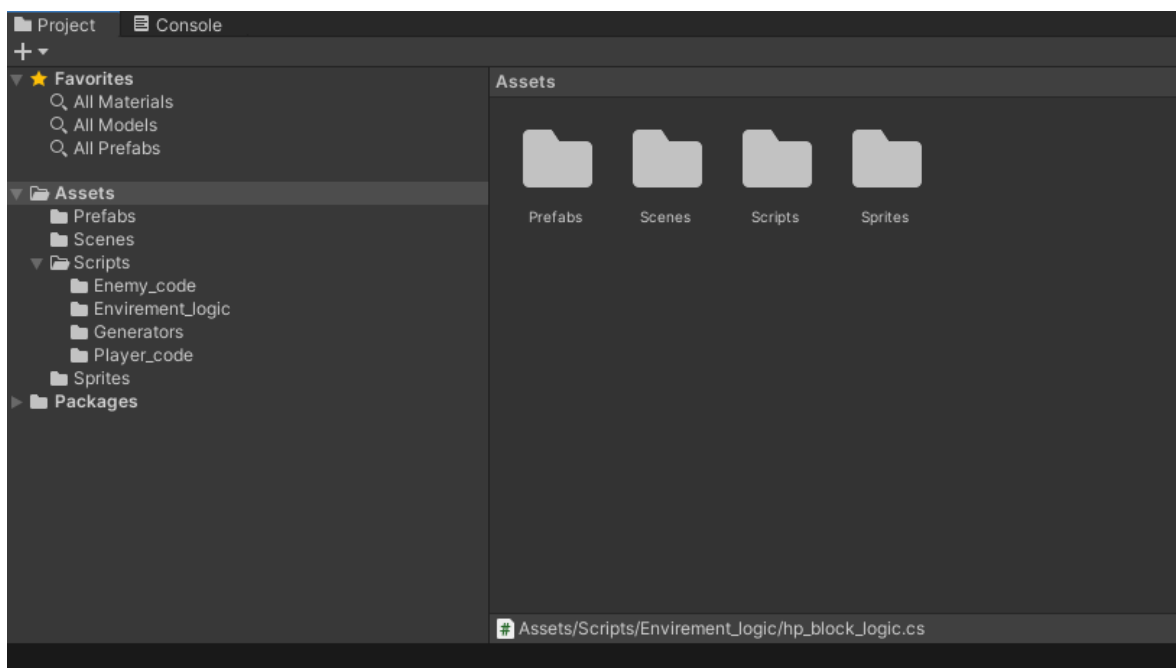 Project
Console
Favorites
All Materials
All Models
All Prefabs
Assets
Prefabs
Scenes
Scripts
Enemy_code
Envirement_logic
Generators
Player_code
Sprites
Packages
Assets
Prefabs Scenes Scripts Sprites
Assets/Scripts/Envirement_logic/hp_block_logic.cs